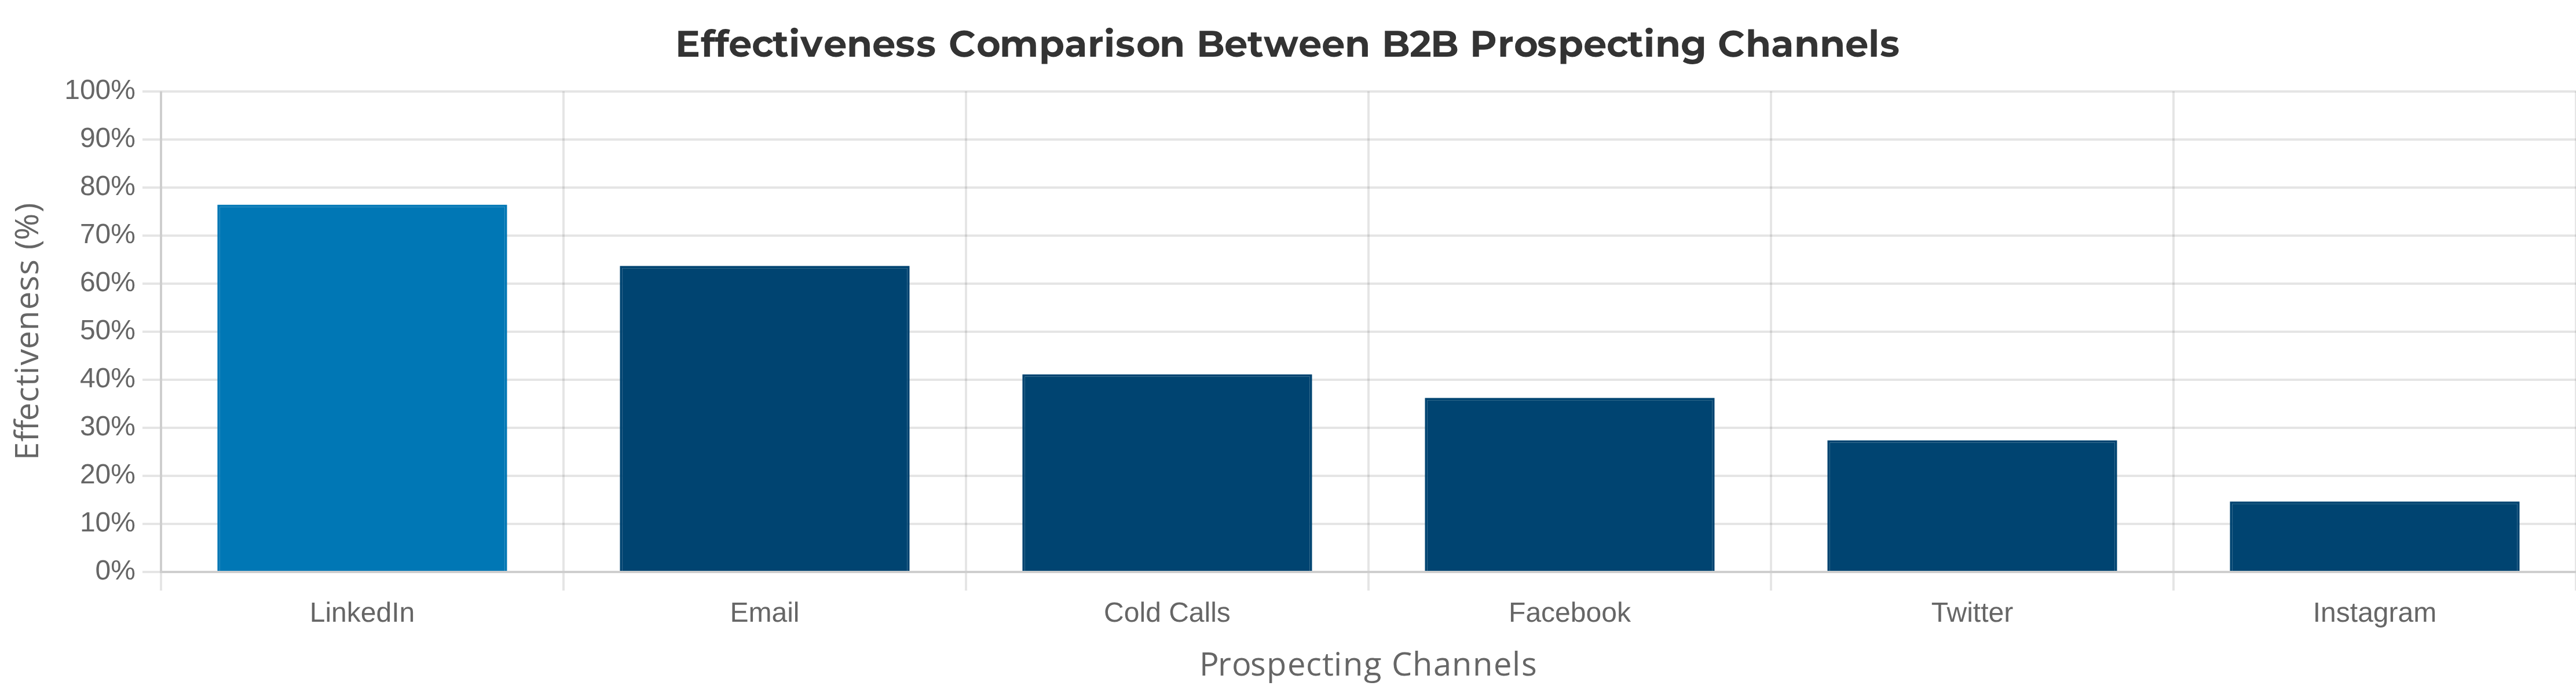 Effectiveness Comparison Between B2B Prospecting Channels
100%
90%
80%
70%
60%
50%
40%
30%
20%
10%
0%
Effectiveness (%)
LinkedIn
Email
Cold Calls
Facebook
Twitter
Instagram
Prospecting Channels